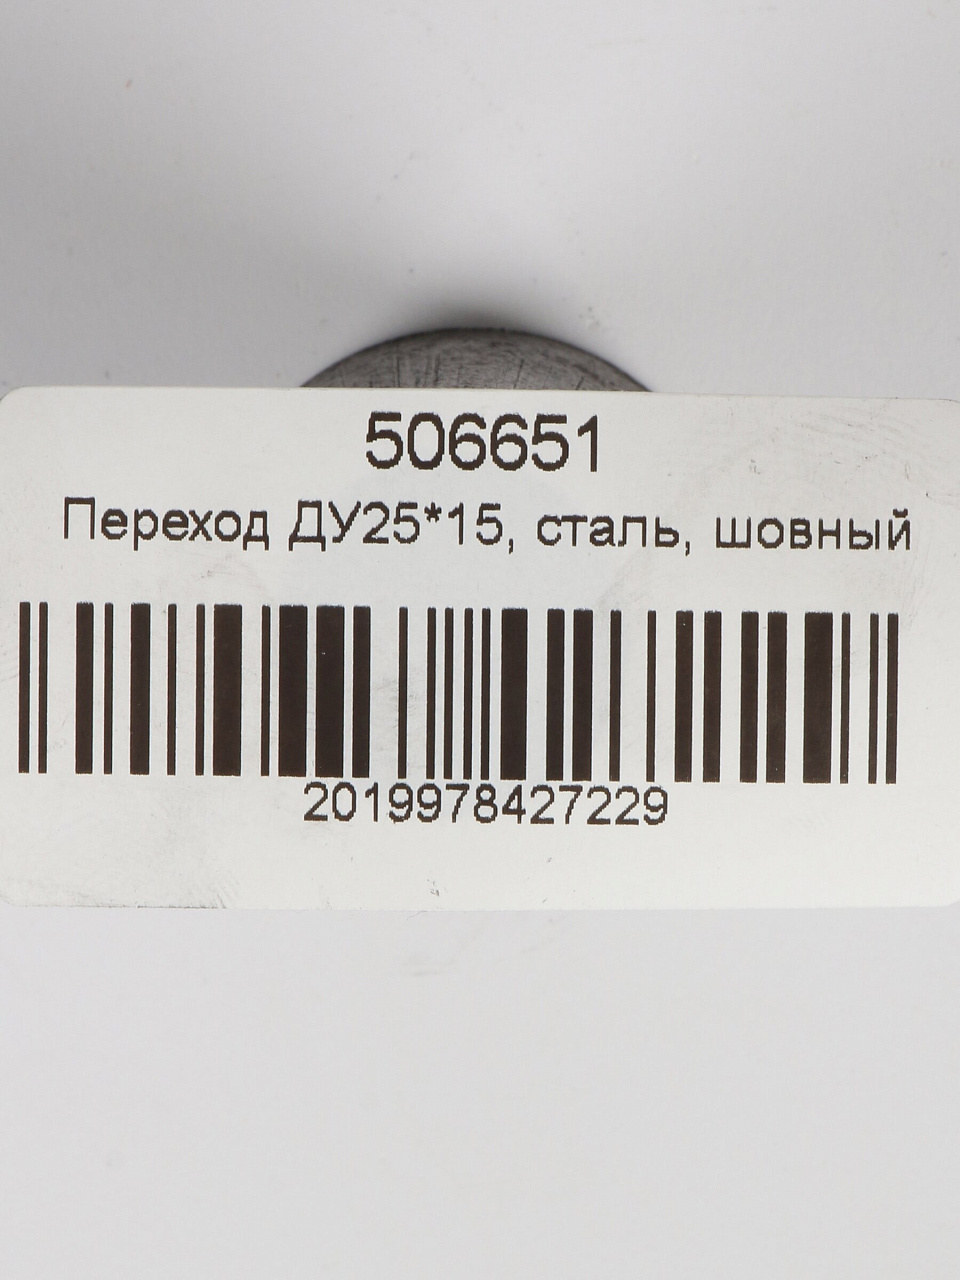 506651
Переход ДУ25*15, сталь, шовный
2019978427229